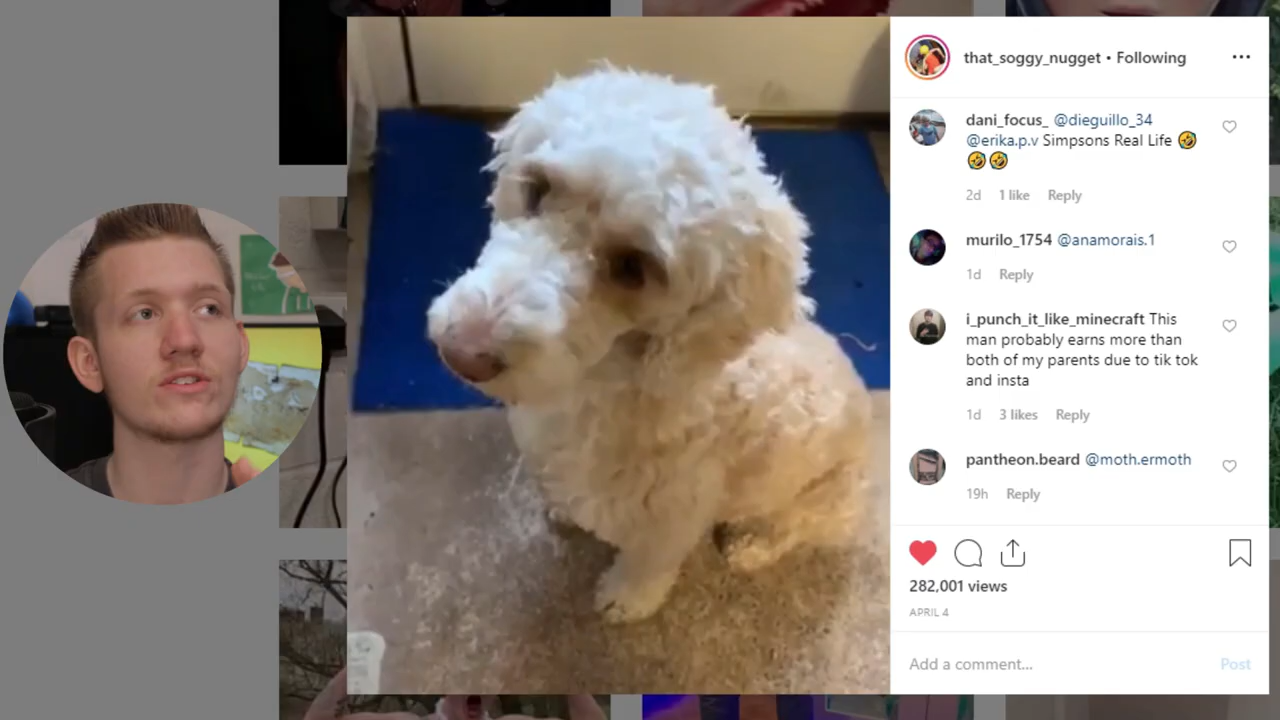 that_soggy_nugget • Following
dani_focus_ @dieguillo_34
@erika.p.v Simpsons Real Life 🤣
🤣🤣
2d 1 like Reply
murilo_1754 @anamorais.1
1d Reply
i_punch_it_like_minecraft This
man probably earns more than
both of my parents due to tik tok
and insta
1d 3 likes Reply
pantheon.beard @moth.ermoth
19h Reply
282,001 views
APRIL 4
Add a comment... Post